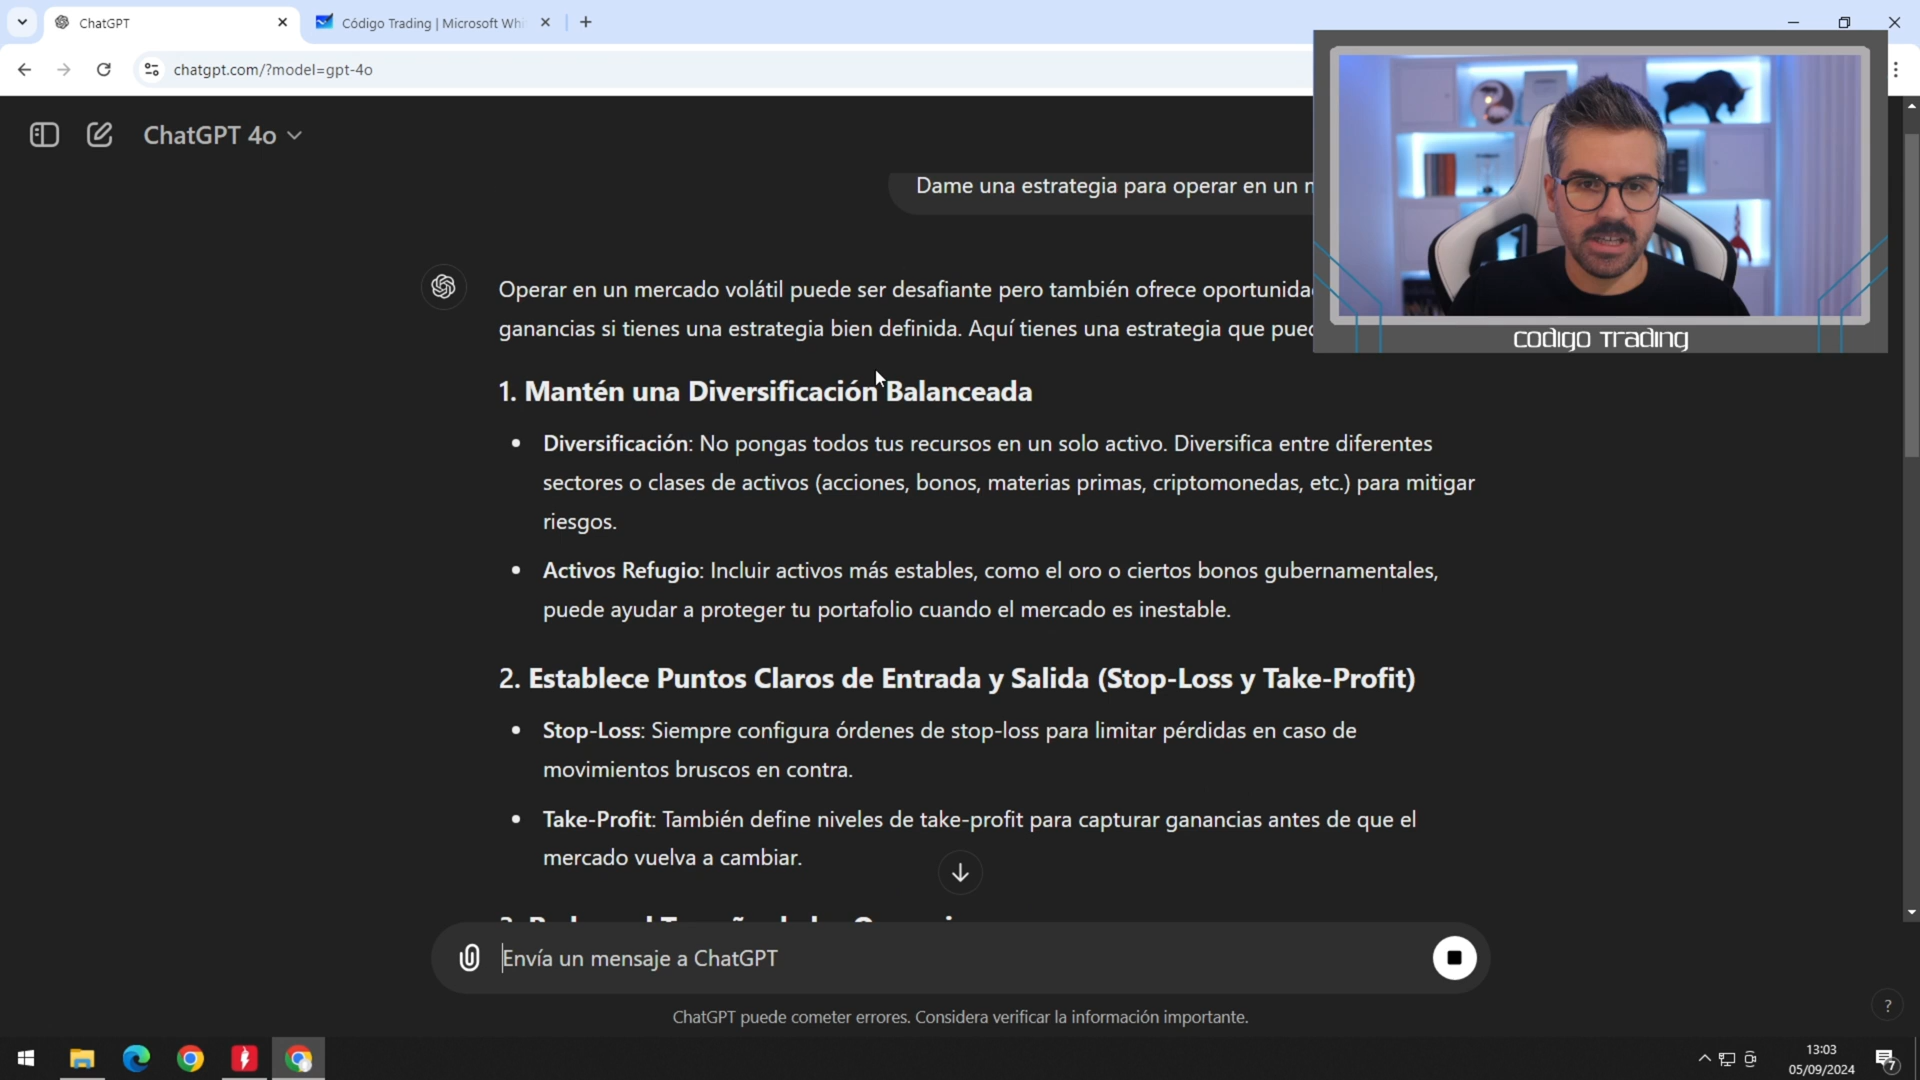 ChatGPT
Código Trading | Microsoft Whi
chatgpt.com/?model=gpt-4o
ChatGPT 4o
Dame una estrategia para operar en un
Operar en un mercado volátil puede ser desafiante pero también ofrece
ganancias si tienes una estrategia bien definida. Aquí tienes una estrategia que
1. Mantén una Diversificación Balanceada
• Diversificación: No pongas todos tus recursos en un solo activo. Diversifica entre diferentes
sectores o clases de activos (acciones, bonos, materias primas, criptomonedas, etc.) para mitigar
riesgos.
• Activos Refugio: Incluir activos más estables, como el oro o ciertos bonos gubernamentales,
puede ayudar a proteger tu portafolio cuando el mercado es inestable.
2. Establece Puntos Claros de Entrada y Salida (Stop-Loss y Take-Profit)
• Stop-Loss: Siempre configura órdenes de stop-loss para limitar pérdidas en caso de
movimientos bruscos en contra.
• Take-Profit: También define niveles de take-profit para capturar ganancias antes de que el
mercado vuelva a cambiar.
Envía un mensaje a ChatGPT
ChatGPT puede cometer errores. Considera verificar la información importante.
?
codigo Trading
13:03
05/09/2024
7